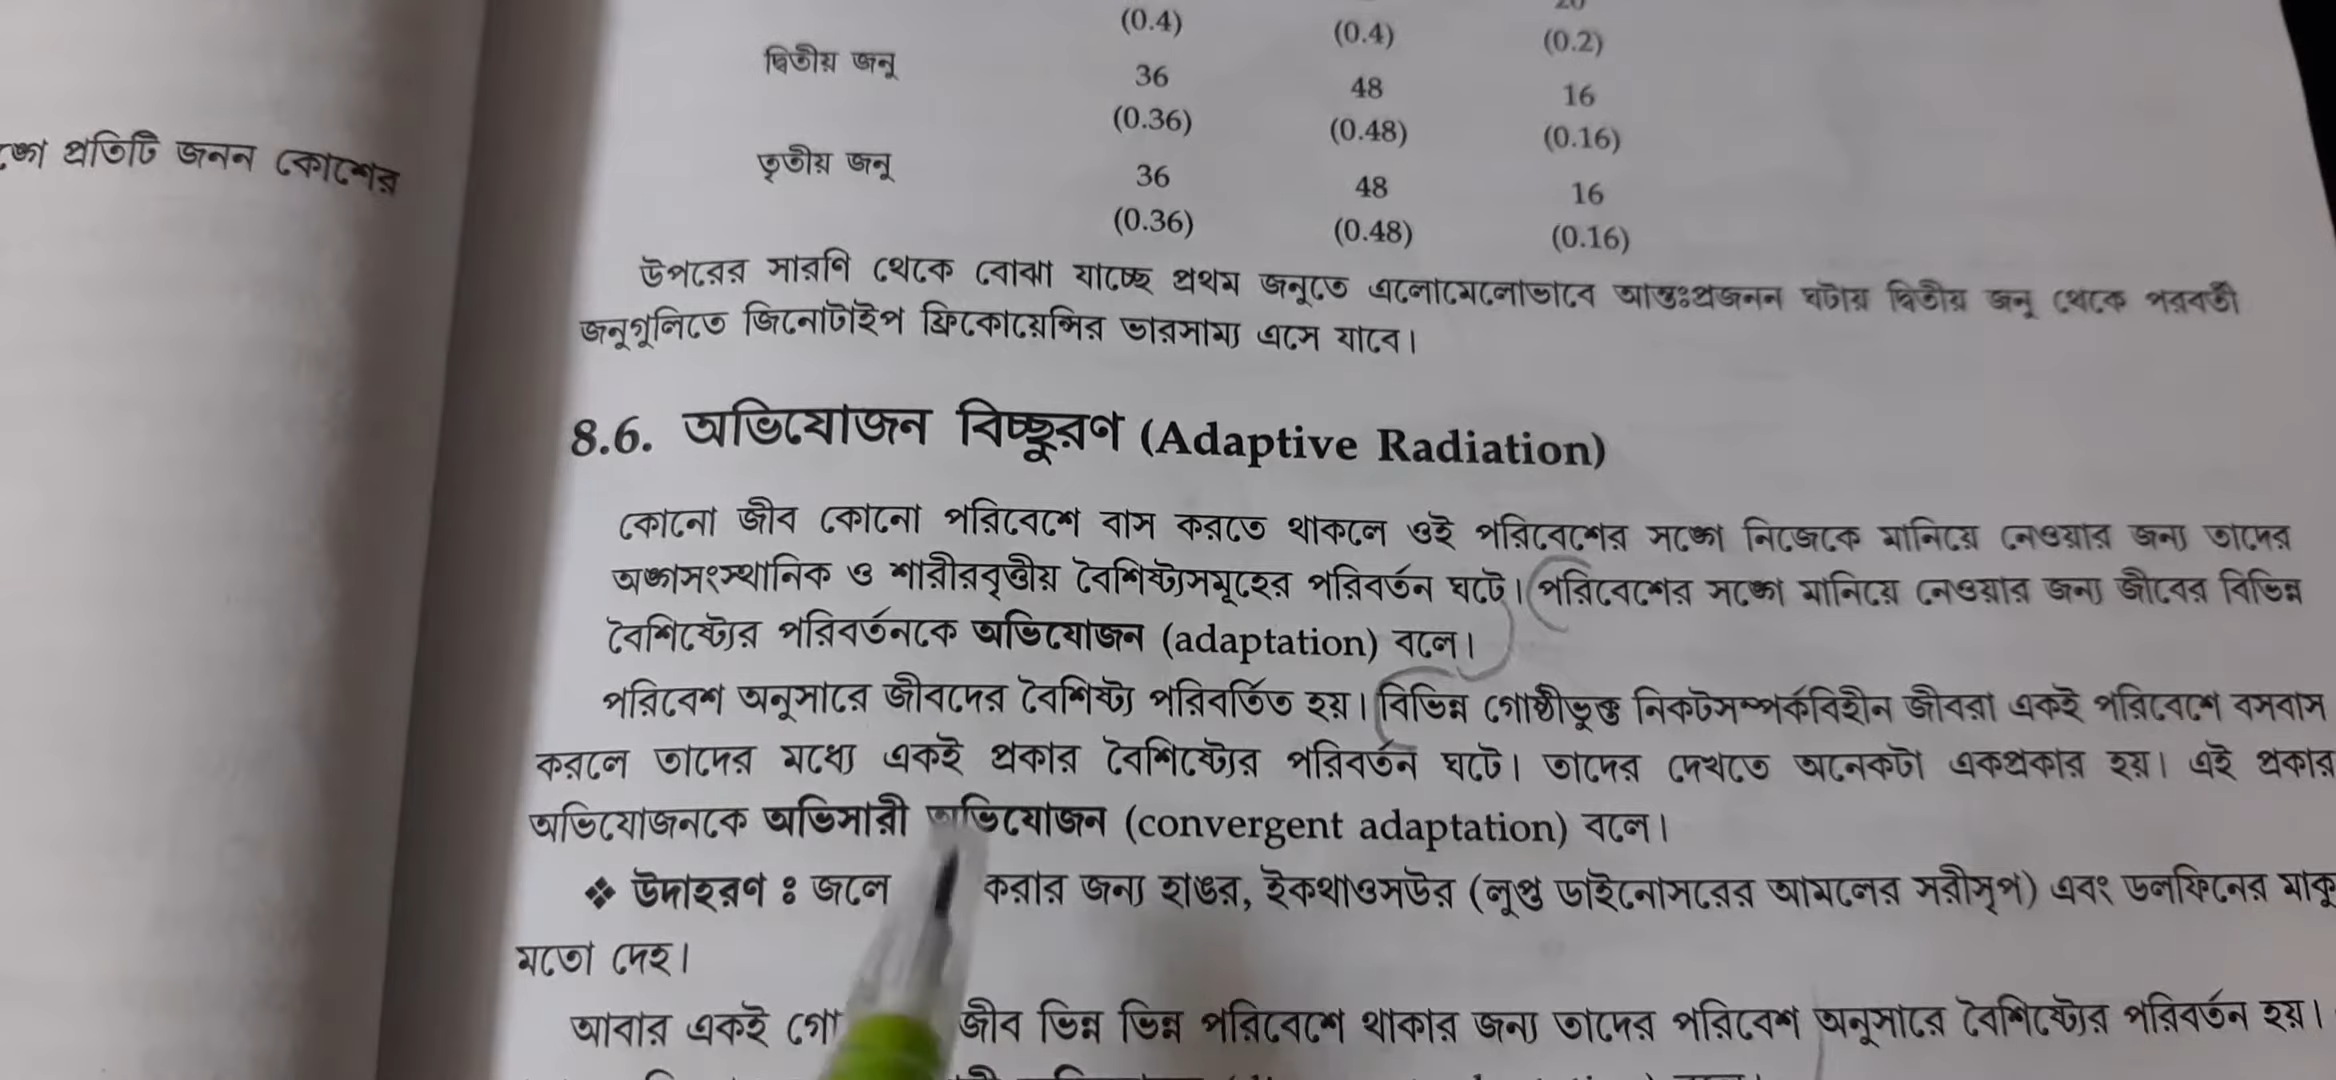 (0.4) (0.4) (0.2)
দ্বিতীয় জনু 36 48 16
(0.36) (0.48) (0.16)
প্রতিটি জনন কোশের
তৃতীয় জনু 36 48 16
(0.36) (0.48) (0.16)
উপরের সারণি থেকে বোঝা যাচ্ছে প্রথম জনুতে এলোমেলোভাবে আন্তঃপ্রজনন ঘটায় দ্বিতীয় জনু থেকে পরবর্তী
জনুগুলিতে জিনোটাইপ ফ্রিকোয়েন্সির ভারসাম্য এসে যাবে।
8.6. অভিযোজন বিচ্ছুরণ (Adaptive Radiation)
কোনো জীব কোনো পরিবেশে বাস করতে থাকলে ওই পরিবেশের সঙ্গে নিজেকে মানিয়ে নেওয়ার জন্য তাদের
অঙ্গসংস্থানিক ও শারীরবৃত্তীয় বৈশিষ্ট্যসমূহের পরিবর্তন ঘটে। পরিবেশের সঙ্গে মানিয়ে নেওয়ার জন্য জীবের বিভিন্ন
বৈশিষ্ট্যের পরিবর্তনকে অভিযোজন (adaptation) বলে।
পরিবেশ অনুসারে জীবদের বৈশিষ্ট্য পরিবর্তিত হয়। বিভিন্ন গোষ্ঠীভুক্ত নিকটসম্পর্কবিহীন জীবরা একই পরিবেশে বসবাস
করলে তাদের মধ্যে একই প্রকার বৈশিষ্ট্যের পরিবর্তন ঘটে। তাদের দেখতে অনেকটা একপ্রকার হয়। এই প্রকার
অভিযোজনকে অভিসারী অভিযোজন (convergent adaptation) বলে।
❖ উদাহরণ : জলে করার জন্য হাঙর, ইকথাওসউর (লুপ্ত ডাইনোসরের আমলের সরীসৃপ) এবং ডলফিনের মাকু
মতো দেহ।
আবার একই জীব ভিন্ন ভিন্ন পরিবেশে থাকার জন্য তাদের পরিবেশ অনুসারে বৈশিষ্ট্যের পরিবর্তন হয়।